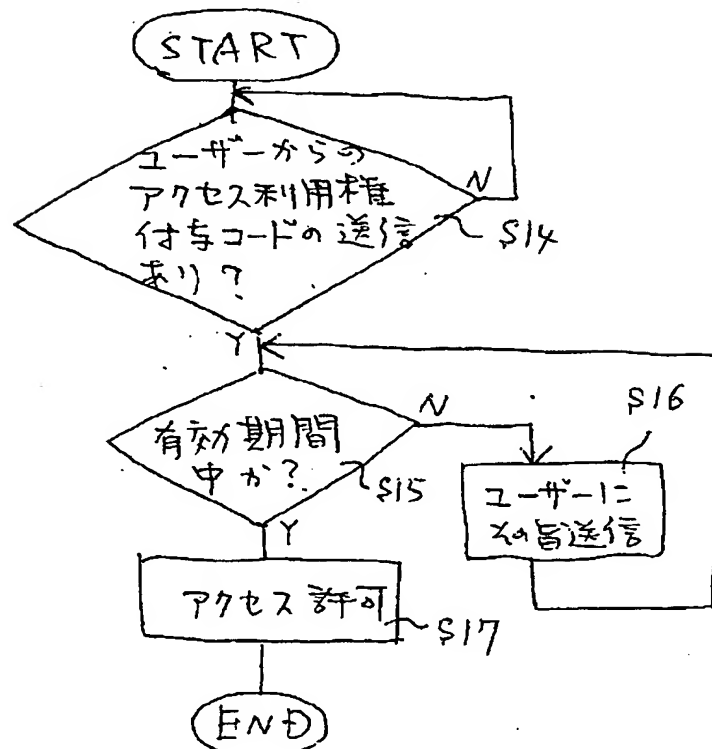 START
ユーザーからの
アクセス利用権
付与コードの送信
あり？
N
S14
Y
有効期間
中か？
N
S15
S16
ユーザーに
その旨送信
Y
アクセス許可
S17
END